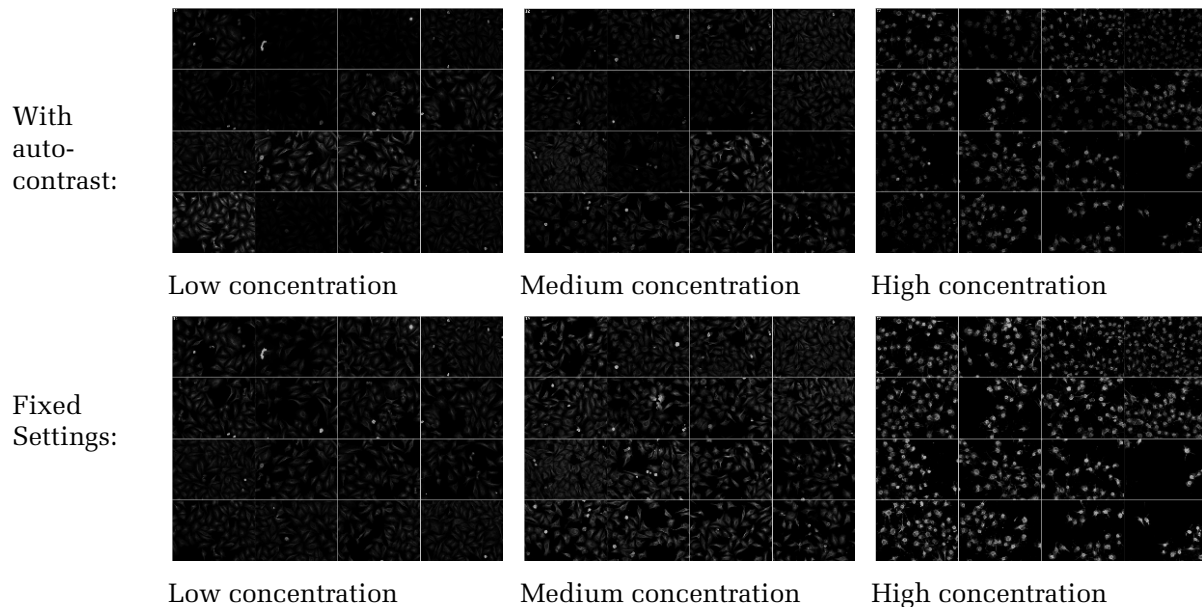 With
auto-
contrast:
Low concentration
Medium concentration
High concentration
Fixed
Settings:
Low concentration
Medium concentration
High concentration